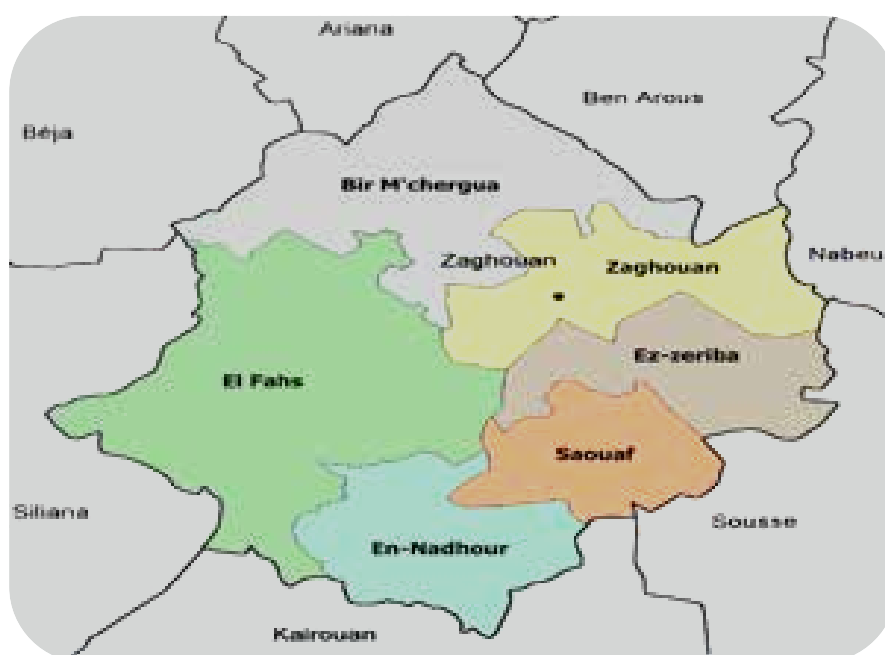 Ariana
Ben Arous
Béja
Bir M'chergua
Zaghouan
Zaghouan
Nabeu
Ez-zeriba
El Fahs
Saouaf
Siliana
Sousse
En-Nadhour
Kairouan